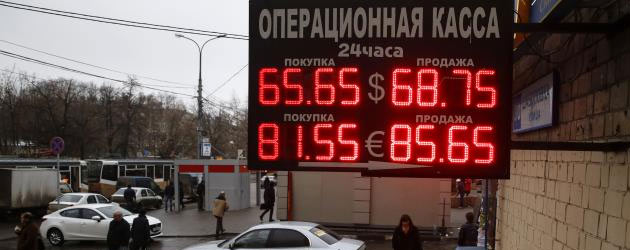 ОПЕРАЦИОННАЯ КАССА
24часа
ПОКУПКА ПРОДАЖА
65.65 $ 68.75
ПОКУПКА ПРОДАЖА
81.55 € 85.65